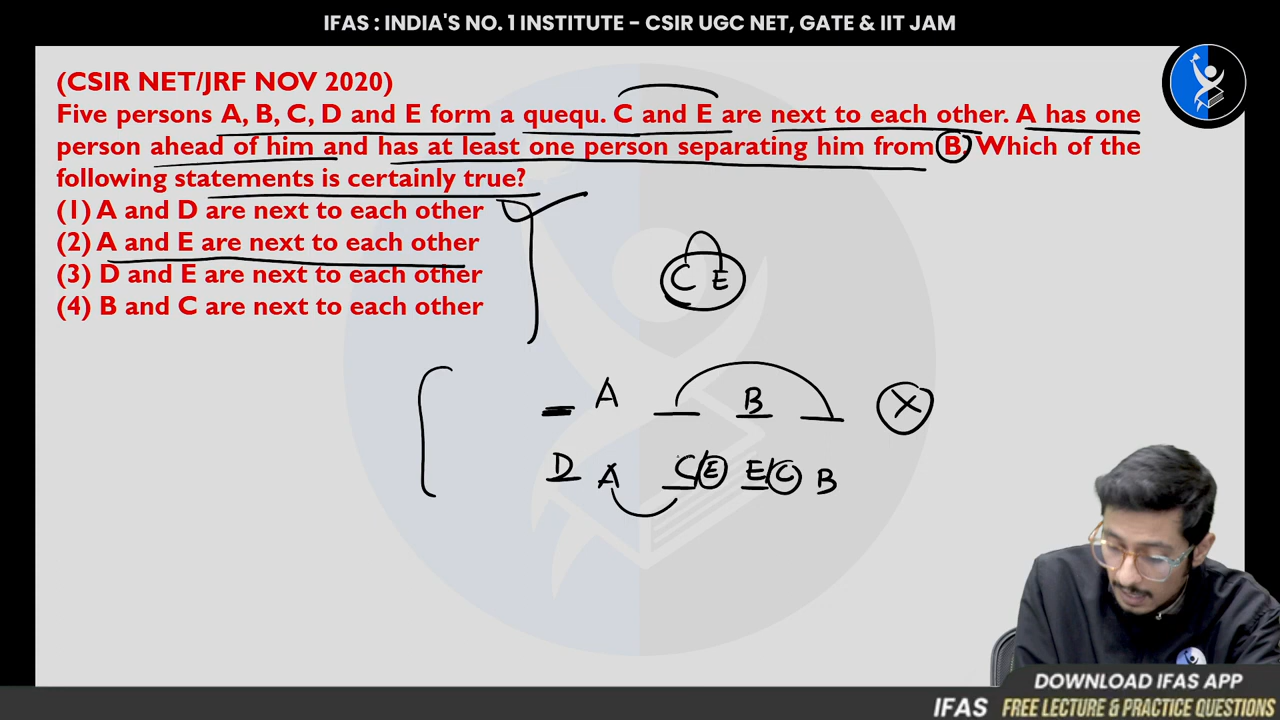 IFAS : INDIA'S NO. 1 INSTITUTE - CSIR UGC NET, GATE & IIT JAM
(CSIR NET/JRF NOV 2020)
Five persons A, B, C, D and E form a ququ. C and E are next to each other. A has one
person ahead of him and has at least one person separating him from B. Which of the
following statements is certainly true?
(1) A and D are next to each other
(2) A and E are next to each other
(3) D and E are next to each other
(4) B and C are next to each other
C E
A B X
D A C/E E/C B
DOWNLOAD IFAS APP
IFAS FREE LECTURE & PRACTICE QUESTIONS